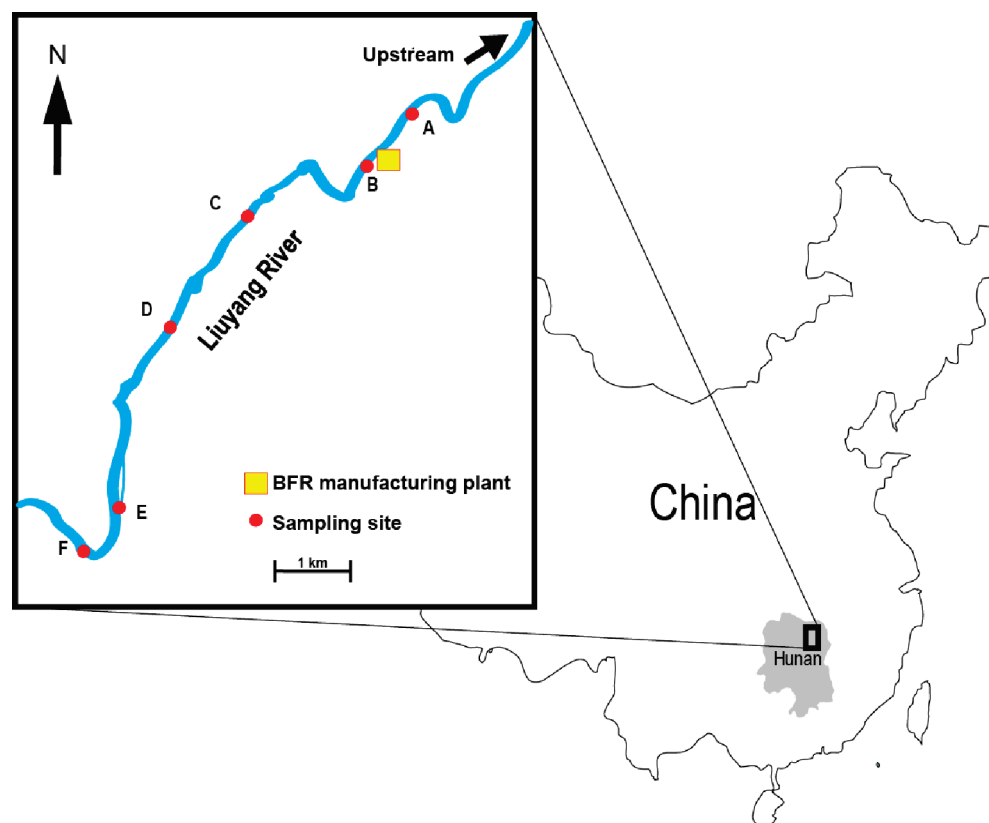 N
Upstream
A
B
C
Liuyang River
D
BFR manufacturing plant
E
Sampling site
F
1 km
China
Hunan